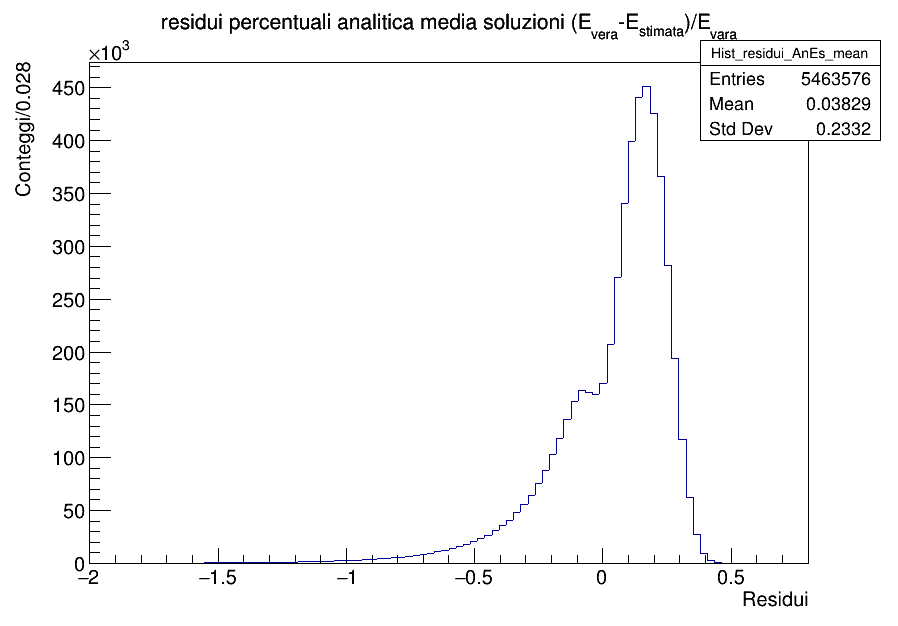 residui percentuali analitica media soluzioni (E_vera-E_stimata)/E_vara
×10³
Hist_residui_AnEs_mean
Entries 5463576
Mean 0.03829
Std Dev 0.2332
Conteggi/0.028
450
400
350
300
250
200
150
100
50
0
−2 −1.5 −1 −0.5 0 0.5
Residui